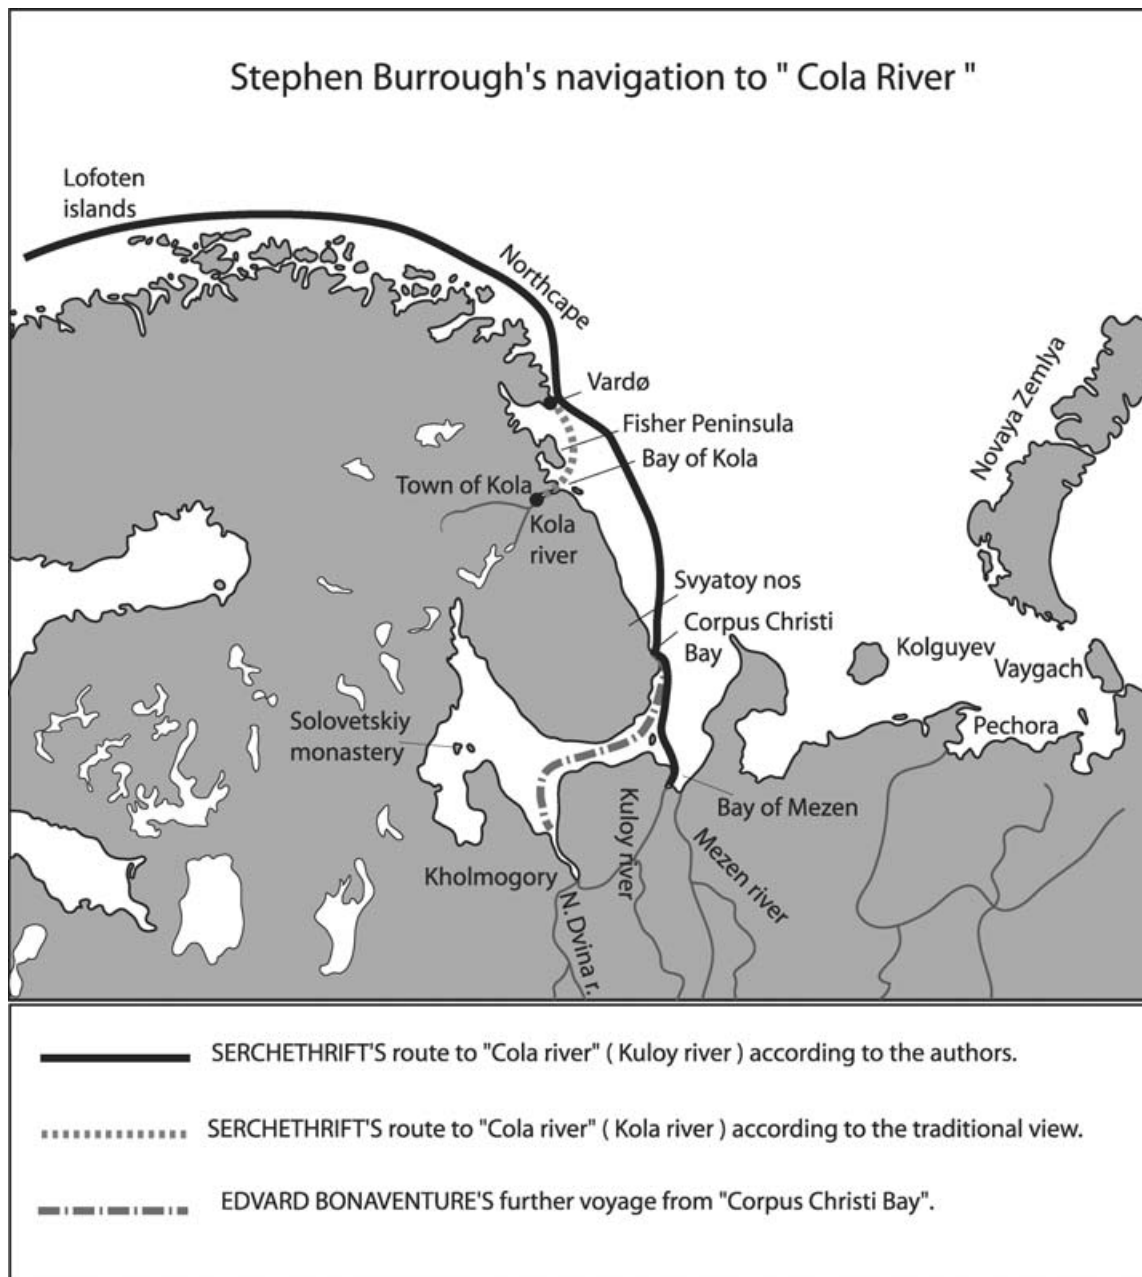 Stephen Burrough's navigation to " Cola River "
Lofoten
islands
Northcape
Vardø
Fisher Peninsula
Bay of Kola
Town of Kola
Kola
river
Novaya Zemlya
Svyatoy nos
Corpus Christi
Bay
Kolguyev
Vaygach
Solovetskiy
monastery
Pechora
Bay of Mezen
Kuloy river
Mezen river
Kholmogory
N. Dvina r.
SERCHETHRIFT'S route to "Cola river" ( Kuloy river ) according to the authors.
SERCHETHRIFT'S route to "Cola river" ( Kola river ) according to the traditional view.
EDVARD BONAVENTURE'S further voyage from "Corpus Christi Bay".